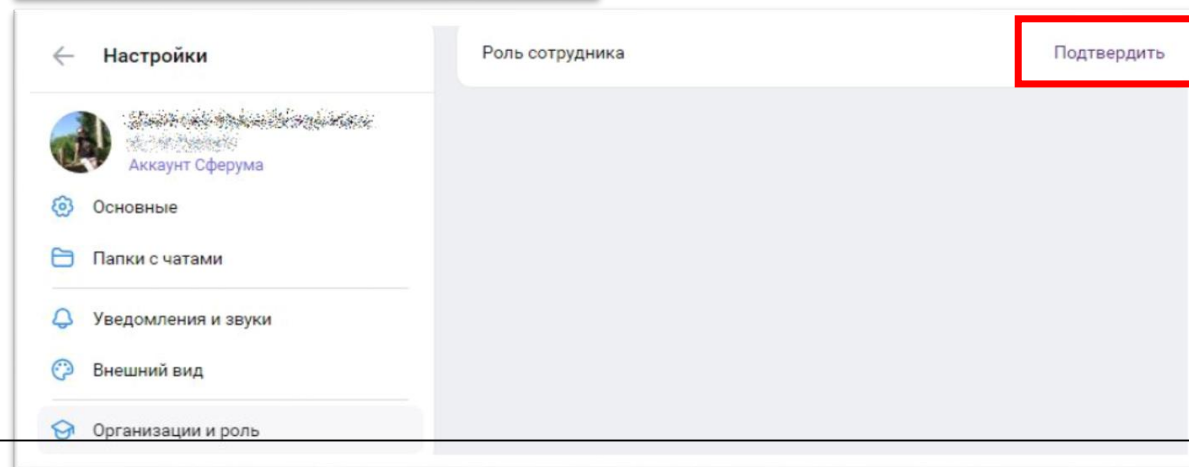 Настройки
Роль сотрудника
Подтвердить
Аккаунт Сферума
Основные
Папки с чатами
Уведомления и звуки
Внешний вид
Организации и роль